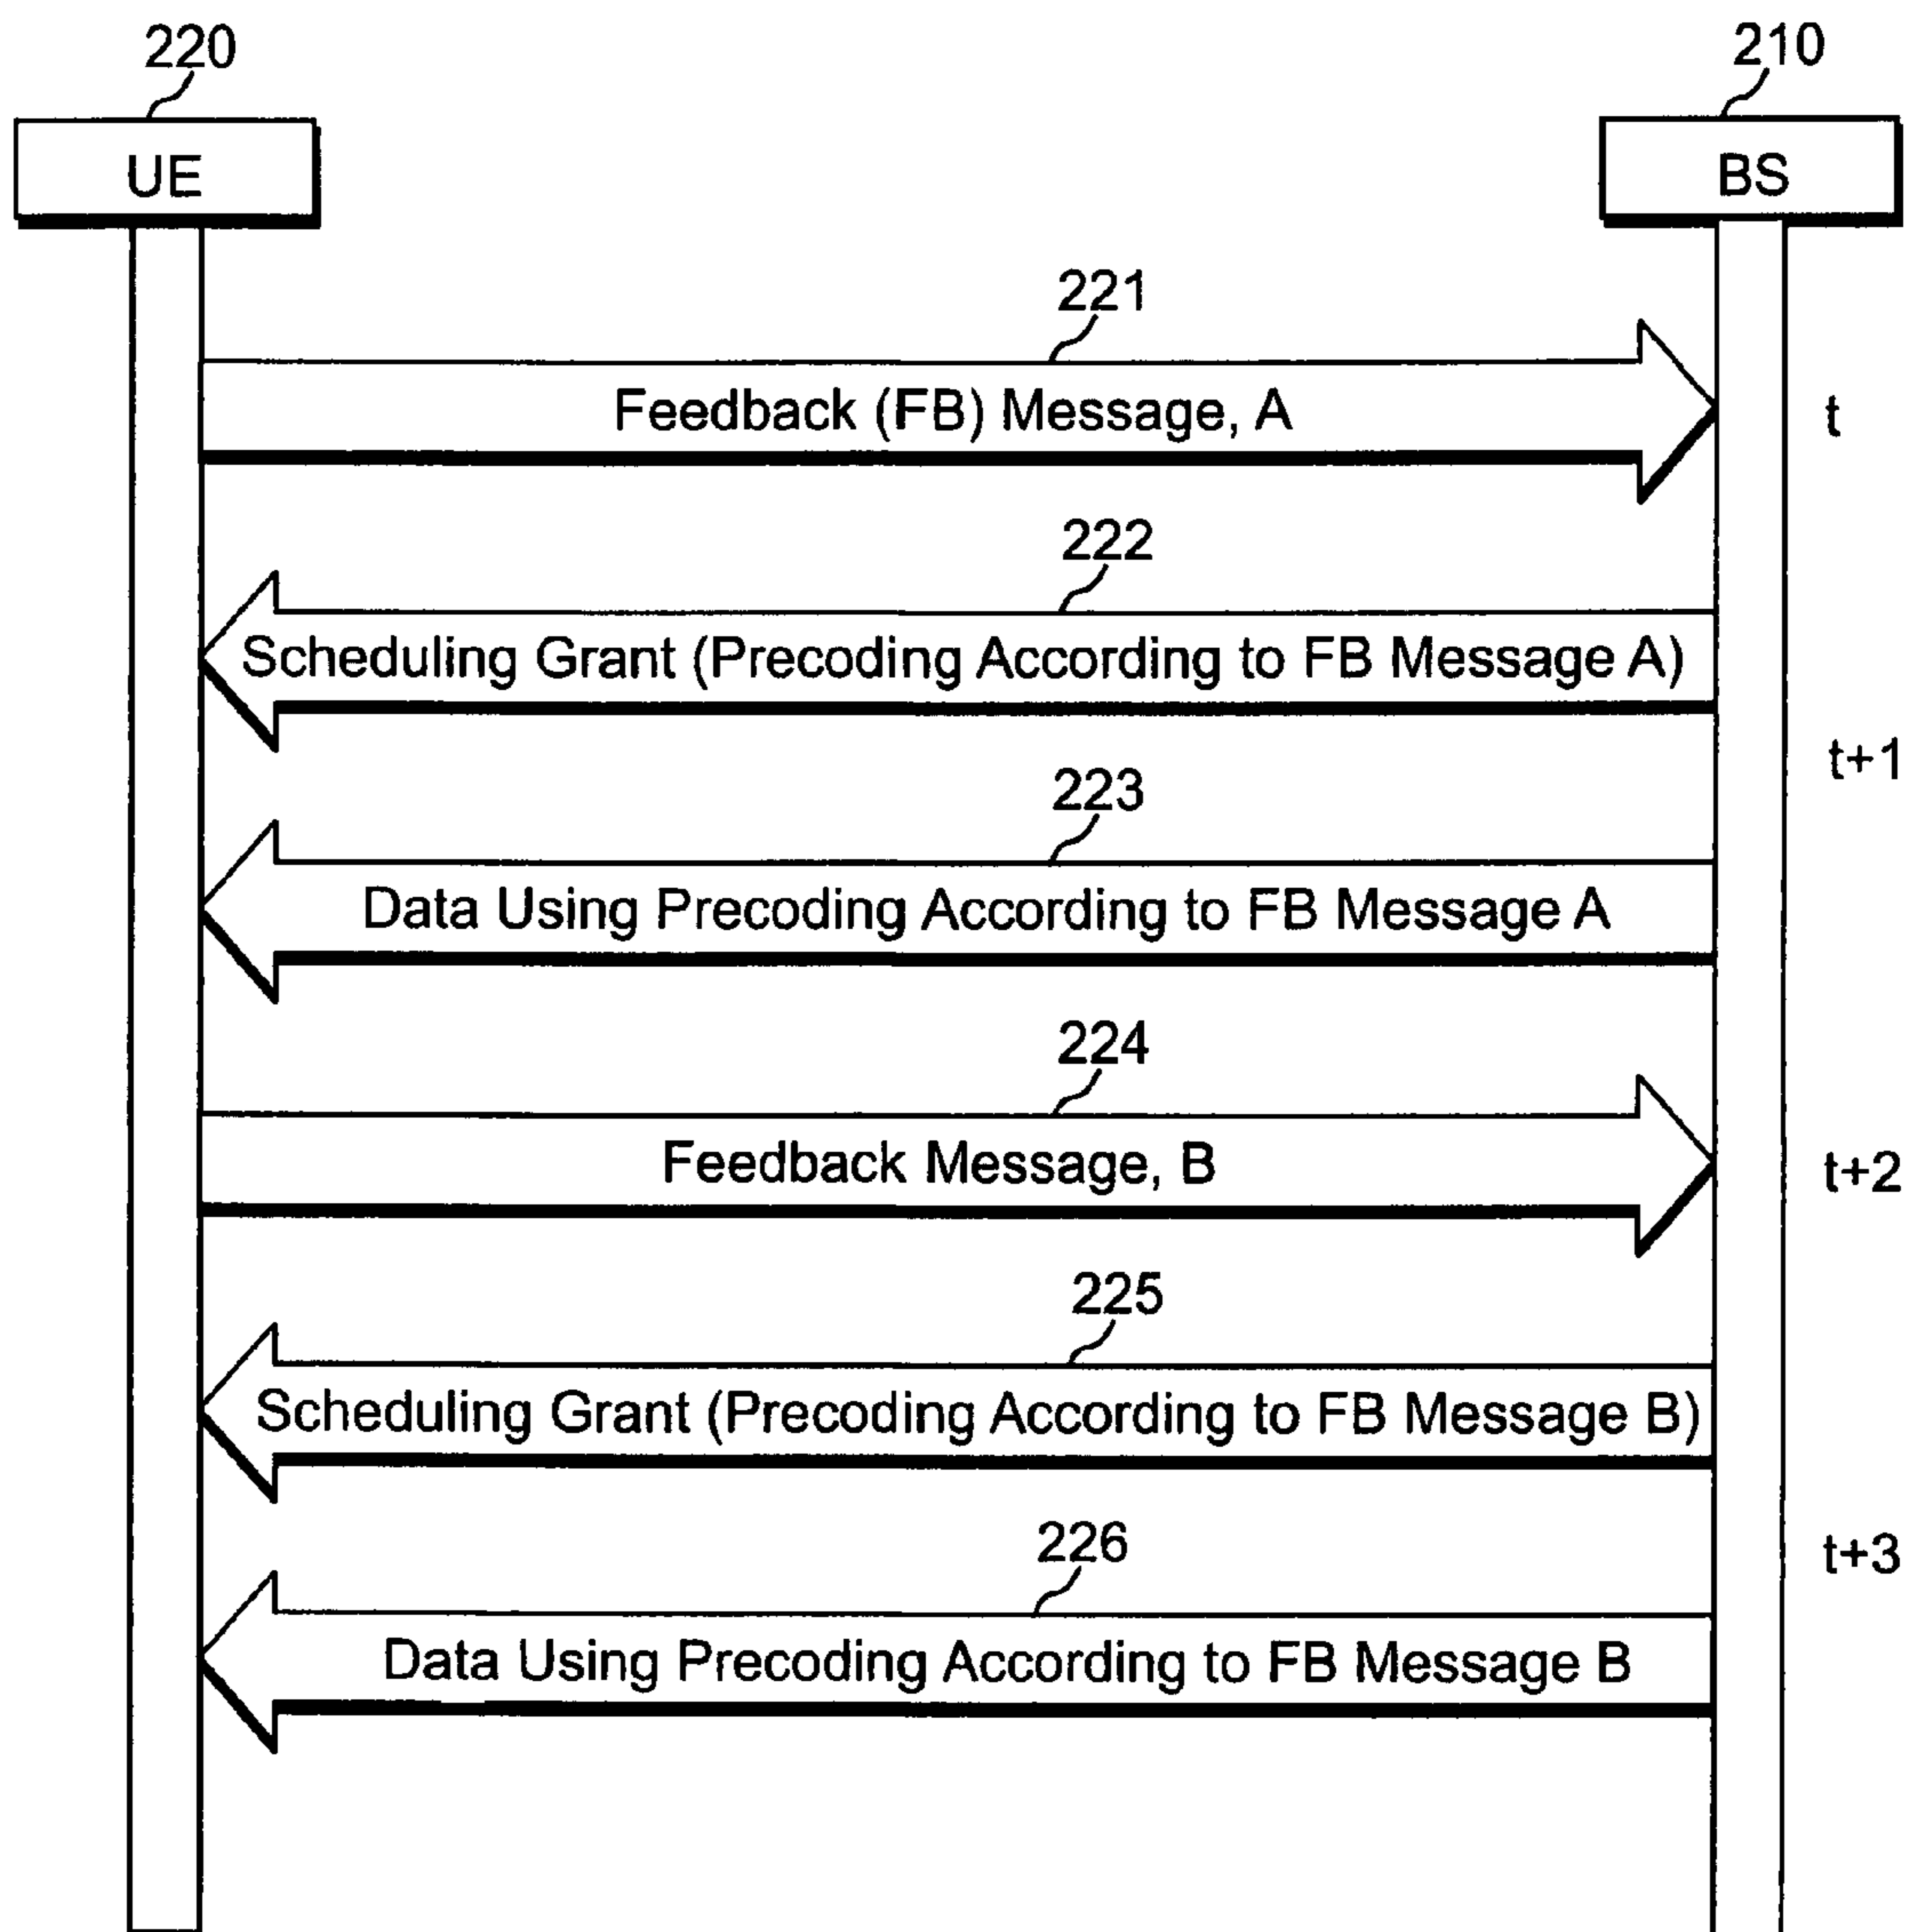 220
210
UE
BS
221
Feedback (FB) Message, A
t
222
Scheduling Grant (Precoding According to FB Message A)
t+1
223
Data Using Precoding According to FB Message A
224
Feedback Message, B
t+2
225
Scheduling Grant (Precoding According to FB Message B)
226
t+3
Data Using Precoding According to FB Message B